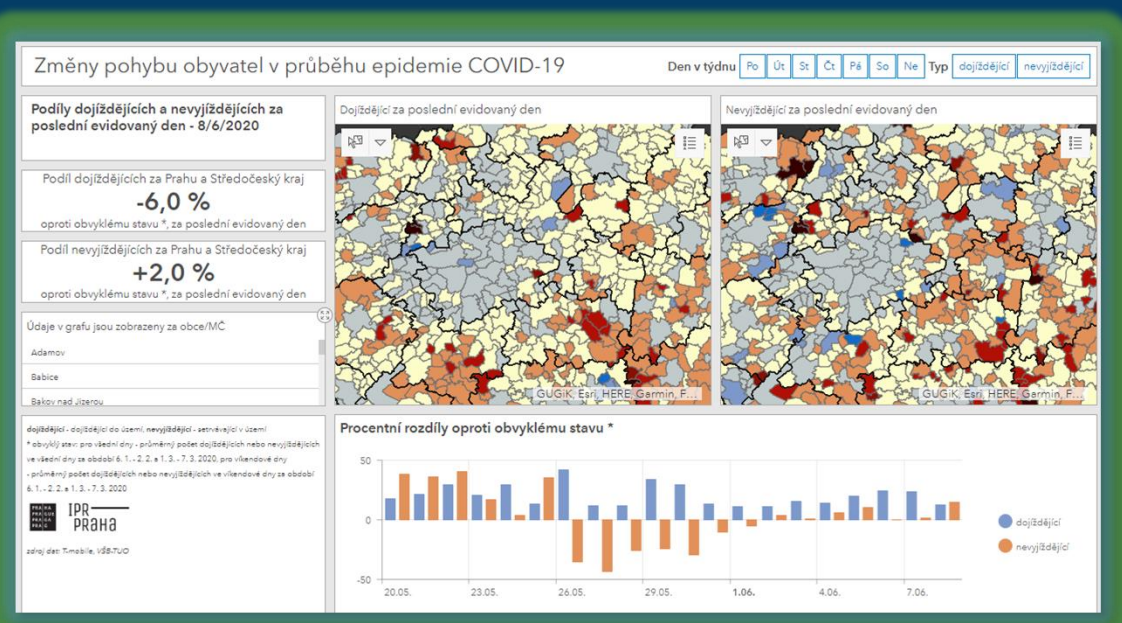 Změny pohybu obyvatel v průběhu epidemie COVID-19
Den v týdnu Po Út St Čt Pá So Ne Typ dojíždějící nevyjíždějící
Podíly dojíždějících a nevyjíždějících za
poslední evidovaný den - 8/6/2020
Podíl dojíždějících za Prahu a Středočeský kraj
-6,0 %
oproti obvyklému stavu *, za poslední evidovaný den
Podíl nevyjíždějících za Prahu a Středočeský kraj
+2,0 %
oproti obvyklému stavu *, za poslední evidovaný den
Údaje v grafu jsou zobrazeny za obce/MČ
Adamov
Babice
Bakov nad Jizerou
dojíždějící - dojíždějící do území, nevyjíždějící - setrvávající v území
* obvyklý stav: pro všední dny - průměrný počet dojíždějících nebo nevyjíždějících
ve všední dny za období 6. 1. - 2. 2. a 1. 3. - 7. 3. 2020, pro víkendové dny
- průměrný počet dojíždějících nebo nevyjíždějících ve víkendové dny za období
6. 1. - 2. 2. a 1. 3. - 7. 3. 2020
PRA HA
PRA GUE
PRA GA
PRA G
IPR
PRAHA
zdroj dat: T-mobile, VŠB-TUO
Dojíždějící za poslední evidovaný den
GUGiK, Esri, HERE, Garmin, F...
Nevyjíždějící za poslední evidovaný den
GUGiK, Esri, HERE, Garmin, F...
Procentní rozdíly oproti obvyklému stavu *
50
0
-50
20.05. 23.05. 26.05. 29.05. 1.06. 4.06. 7.06.
dojíždějící
nevyjíždějící